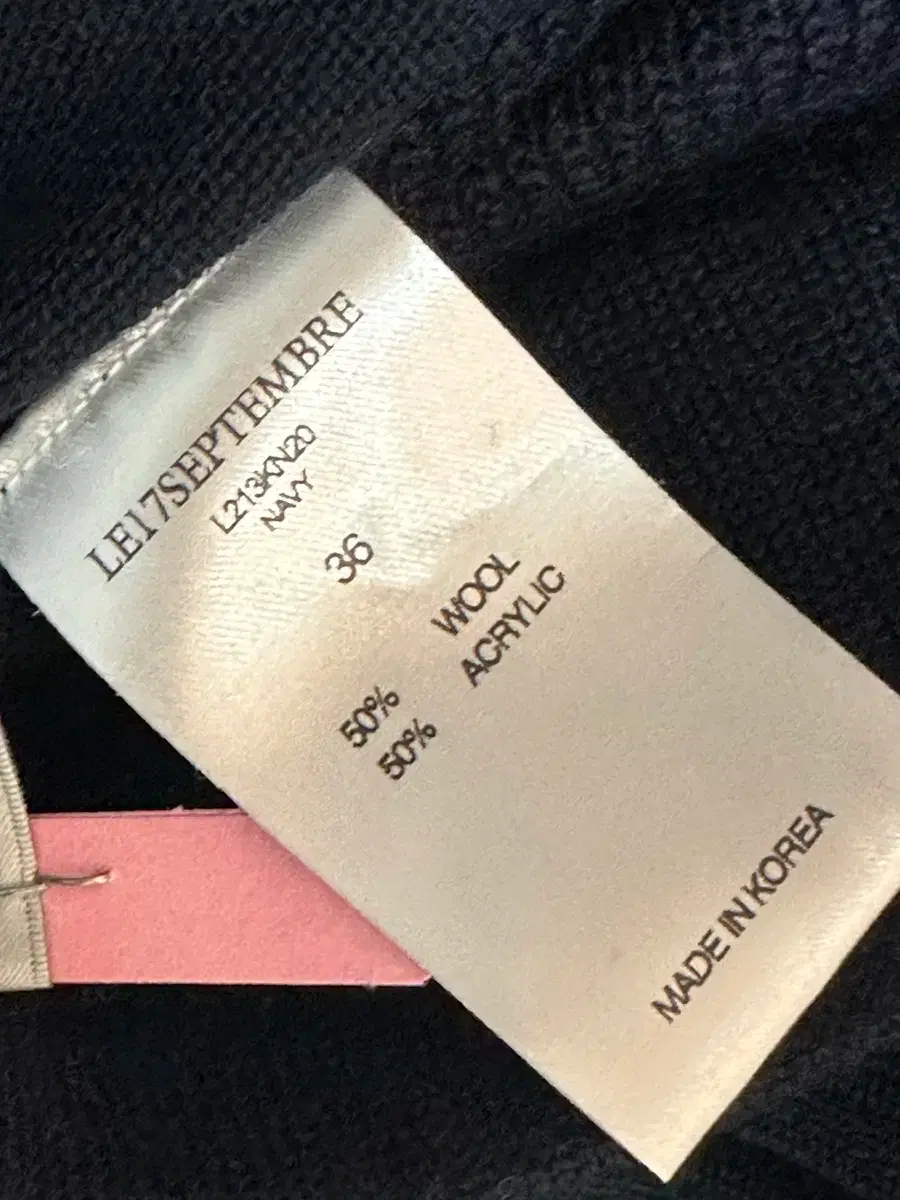 LE17SEPTEMBRE
L213KN20
NAVY
36
50% WOOL
50% ACRYLIC
MADE IN KOREA